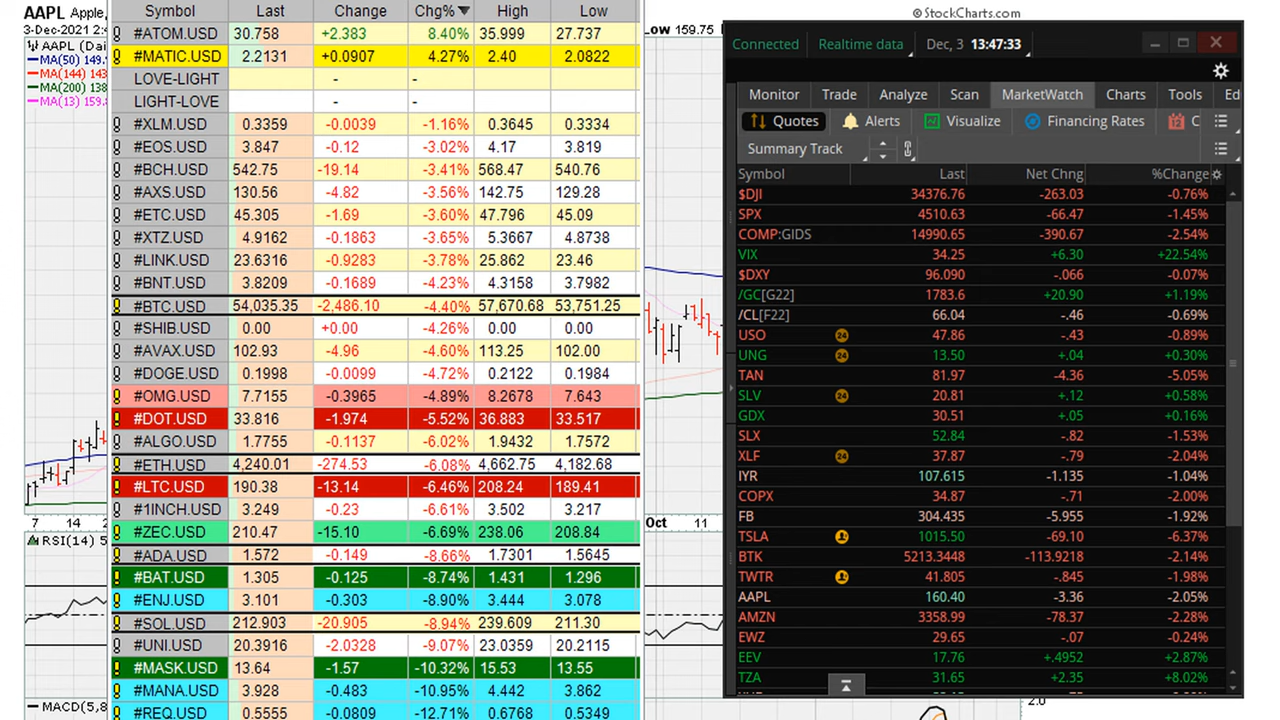 AAPL Apple,
3-Dec-2021
AAPL (Dai
MA(50) 149.
MA(144) 143
MA(200) 138
MA(13) 159.
7 14 2
RSI(14) 5
MACD(5,8
Symbol Last Change Chg% High Low
#ATOM.USD 30.758 +2.383 8.40% 35.999 27.737
#MATIC.USD 2.2131 +0.0907 4.27% 2.40 2.0822
LOVE-LIGHT - -
LIGHT-LOVE - -
#XLM.USD 0.3359 -0.0039 -1.16% 0.3645 0.3334
#EOS.USD 3.847 -0.12 -3.02% 4.17 3.819
#BCH.USD 542.75 -19.14 -3.41% 568.47 540.76
#AXS.USD 130.56 -4.82 -3.56% 142.75 129.28
#ETC.USD 45.305 -1.69 -3.60% 47.796 45.09
#XTZ.USD 4.9162 -0.1863 -3.65% 5.3667 4.8738
#LINK.USD 23.6316 -0.9283 -3.78% 25.862 23.46
#BNT.USD 3.8209 -0.1689 -4.23% 4.3158 3.7982
#BTC.USD 54,035.35 -2,486.10 -4.40% 57,670.68 53,751.25
#SHIB.USD 0.00 +0.00 -4.26% 0.00 0.00
#AVAX.USD 102.93 -4.96 -4.60% 113.25 102.00
#DOGE.USD 0.1998 -0.0099 -4.72% 0.2122 0.1984
#OMG.USD 7.7155 -0.3965 -4.89% 8.2678 7.643
#DOT.USD 33.816 -1.974 -5.52% 36.883 33.517
#ALGO.USD 1.7755 -0.1137 -6.02% 1.9432 1.7572
#ETH.USD 4,240.01 -274.53 -6.08% 4,662.75 4,182.68
#LTC.USD 190.38 -13.14 -6.46% 208.24 189.41
#1INCH.USD 3.249 -0.23 -6.61% 3.502 3.217
#ZEC.USD 210.47 -15.10 -6.69% 238.06 208.84
#ADA.USD 1.572 -0.149 -8.66% 1.7301 1.5645
#BAT.USD 1.305 -0.125 -8.74% 1.431 1.296
#ENJ.USD 3.101 -0.303 -8.90% 3.444 3.078
#SOL.USD 212.903 -20.905 -8.94% 239.609 211.30
#UNI.USD 20.3916 -2.0328 -9.07% 23.0359 20.2115
#MASK.USD 13.64 -1.57 -10.32% 15.53 13.55
#MANA.USD 3.928 -0.483 -10.95% 4.442 3.862
#REQ.USD 0.5555 -0.0809 -12.71% 0.6768 0.5349
© StockCharts.com
Low 159.75
Oct 11
2.0
Connected Realtime data Dec, 3 13:47:33
Monitor Trade Analyze Scan MarketWatch Charts Tools Ed
Quotes Alerts Visualize Financing Rates 12 C
Summary Track
Symbol Last Net Chng %Change
$DJI 34376.76 -263.03 -0.76%
SPX 4510.63 -66.47 -1.45%
COMP:GIDS 14990.65 -390.67 -2.54%
VIX 34.25 +6.30 +22.54%
$DXY 96.090 -.066 -0.07%
/GC[G22] 1783.6 +20.90 +1.19%
/CL[F22] 66.04 -.46 -0.69%
USO 24 47.86 -.43 -0.89%
UNG 24 13.50 +.04 +0.30%
TAN 81.97 -4.36 -5.05%
SLV 24 20.81 +.12 +0.58%
GDX 30.51 +.05 +0.16%
SLX 52.84 -.82 -1.53%
XLF 24 37.87 -.79 -2.04%
IYR 107.615 -1.135 -1.04%
COPX 34.87 -.71 -2.00%
FB 304.435 -5.955 -1.92%
TSLA 1015.50 -69.10 -6.37%
BTK 5213.3448 -113.9218 -2.14%
TWTR 41.805 -.845 -1.98%
AAPL 160.40 -3.36 -2.05%
AMZN 3358.99 -78.37 -2.28%
EWZ 29.65 -.07 -0.24%
EEV 17.76 +.4952 +2.87%
TZA 31.65 +2.35 +8.02%